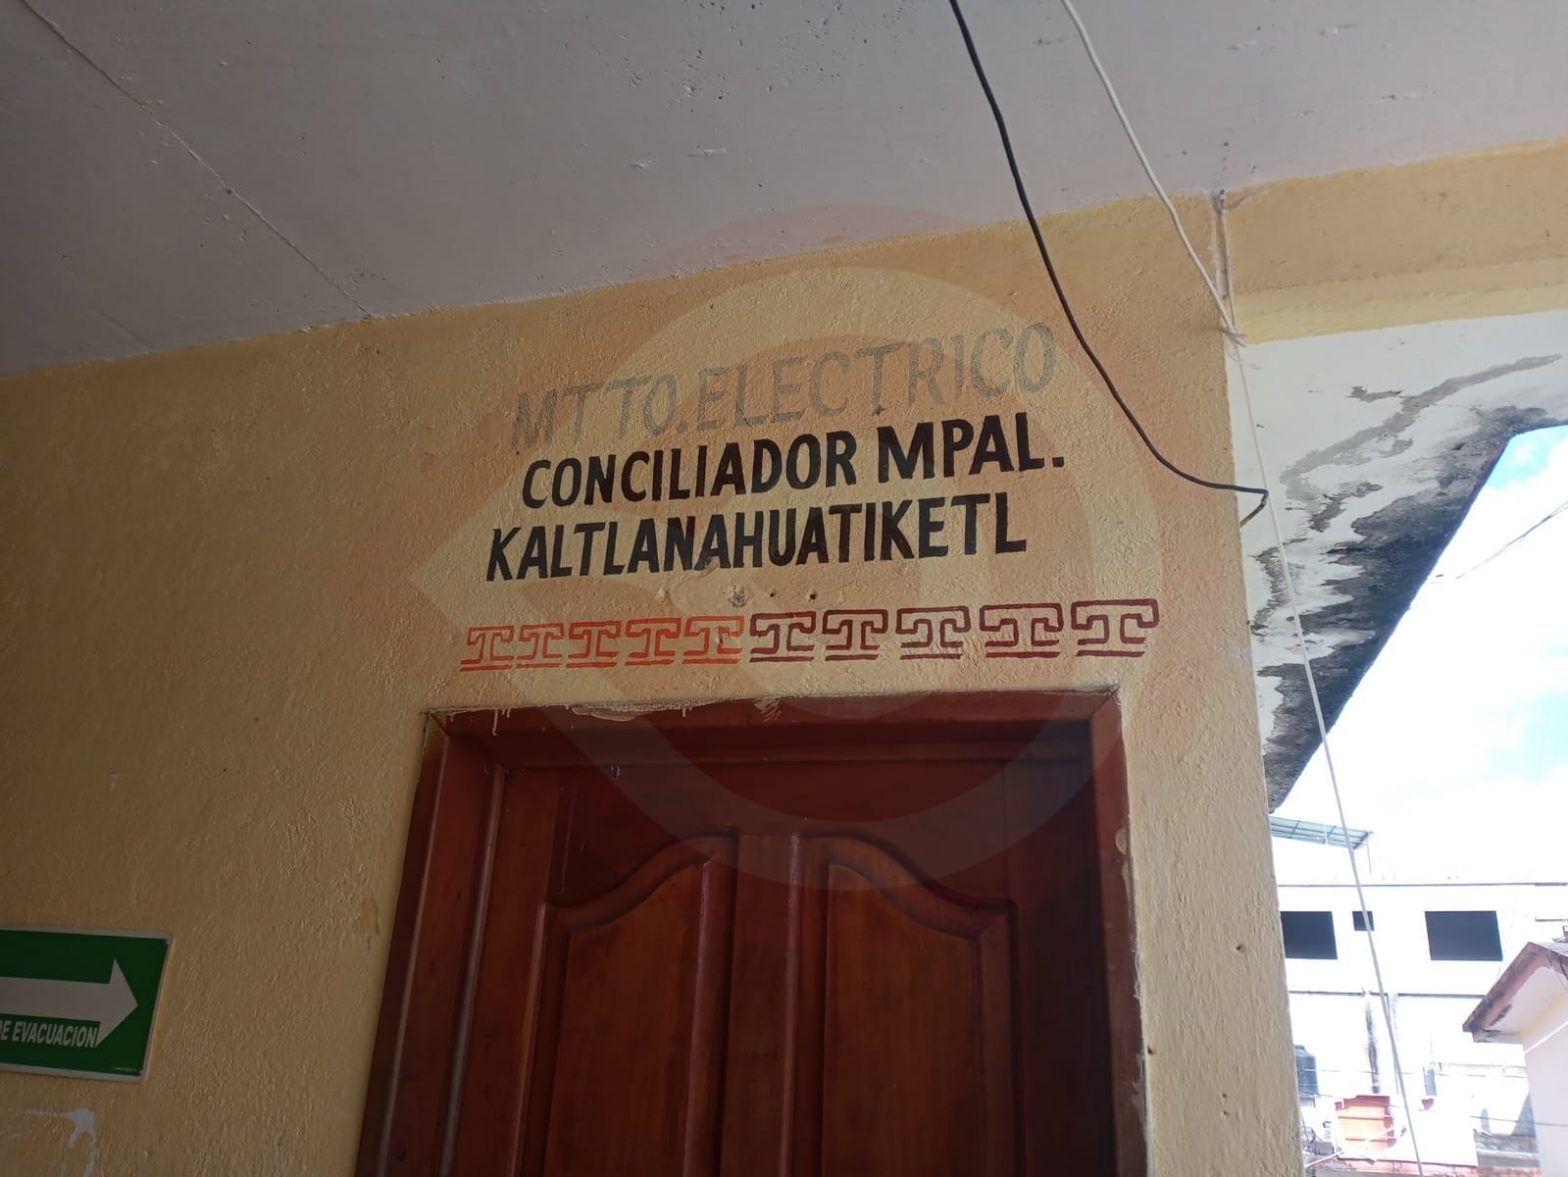 MTTO. ELECTRICO
CONCILIADOR MPAL.
KALTLANAHUATIKETL
DE EVACUACION